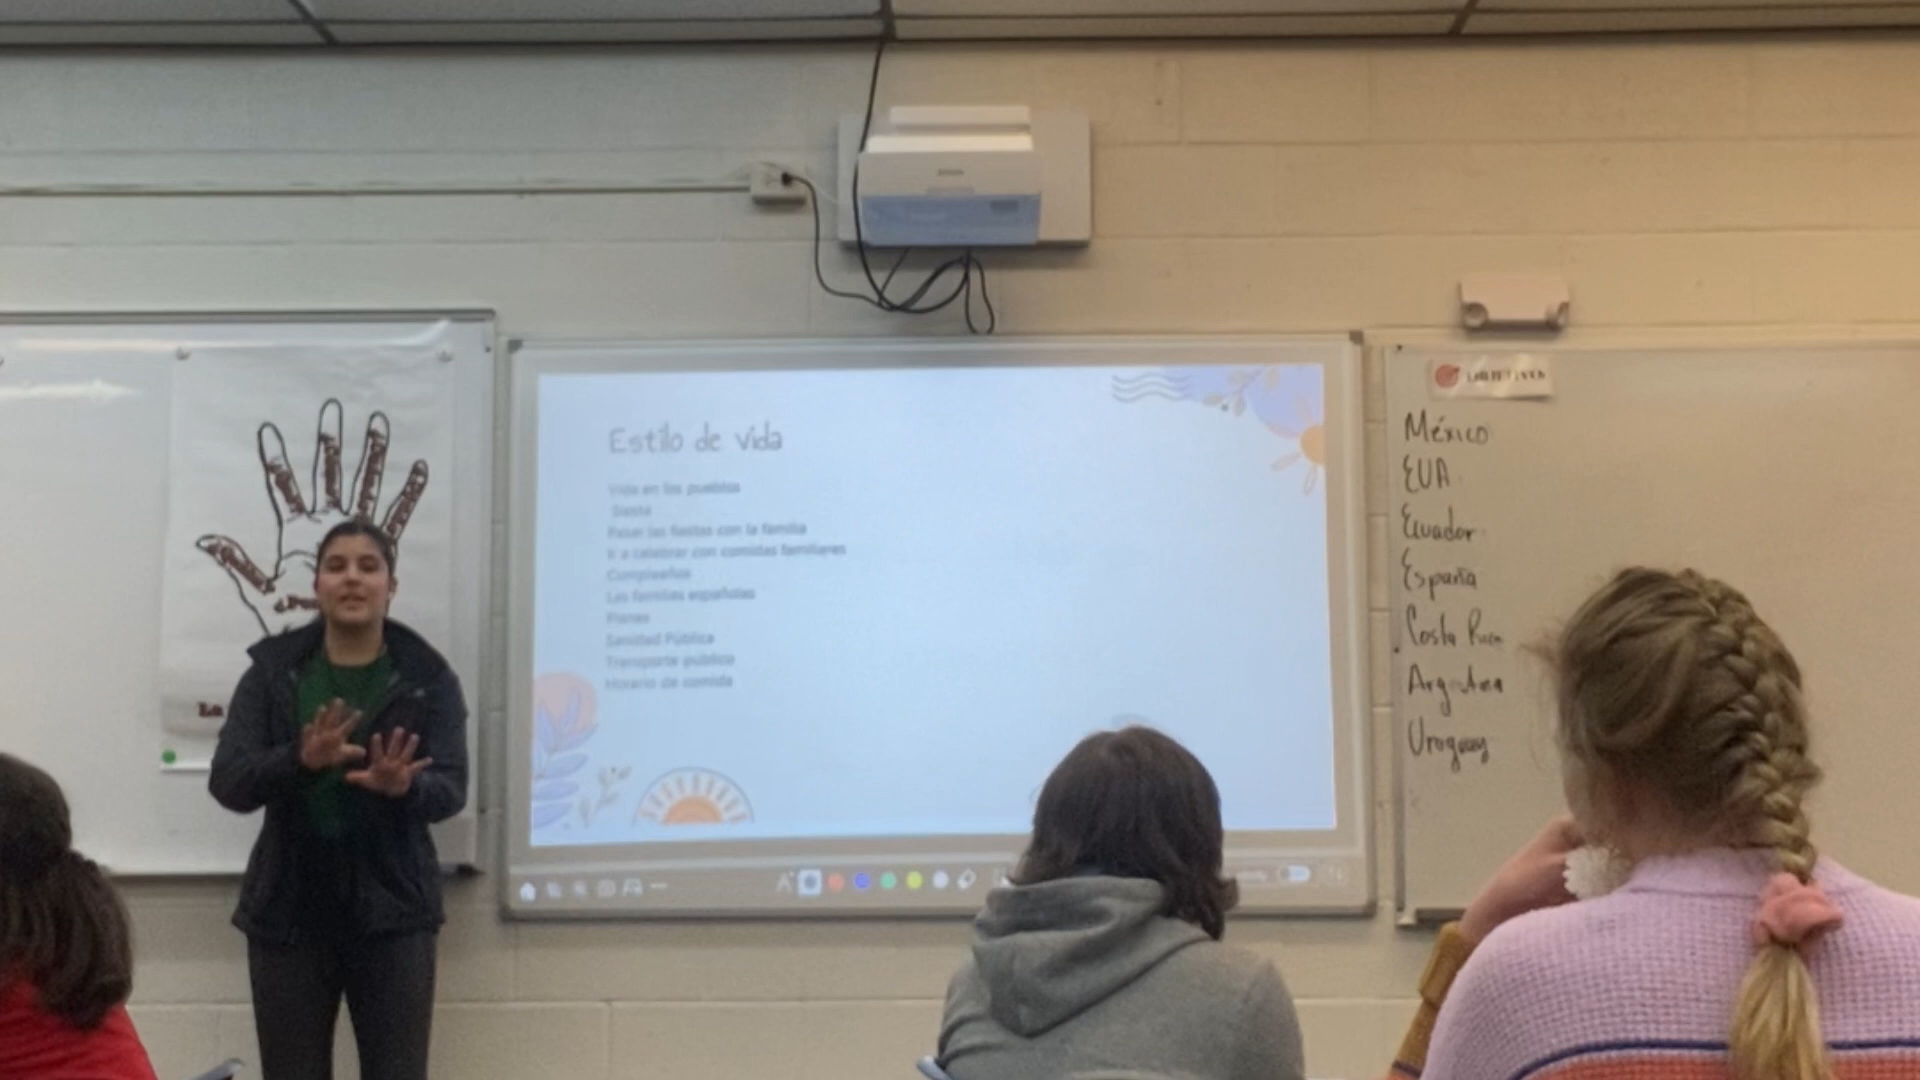 Estilo de vida
Vida en los pueblos
Siesta
Pasar las fiestas con la familia
Ir a celebrar con comidas familiares
Cumpleaños
Las familias españolas
Planes
Sanidad Pública
Transporte público
Horario de comida
México
EUA
Ecuador
España
Costa Rica
Argentina
Uruguay